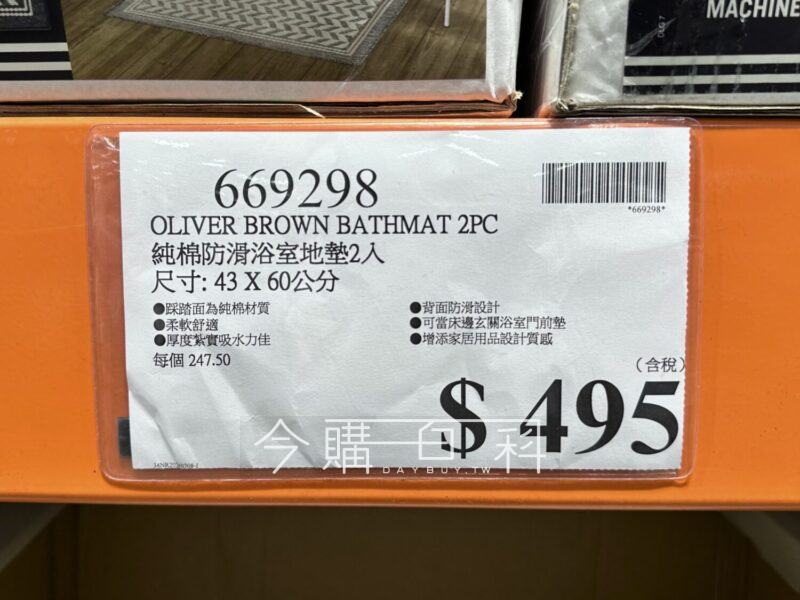 MACHINE
669298
*669298*
OLIVER BROWN BATHMAT 2PC
純棉防滑浴室地墊2入
尺寸: 43 X 60公分
●踩踏面為純棉材質
●柔軟舒適
●厚度紮實吸水力佳
●背面防滑設計
●可當床邊玄關浴室門前墊
●增添家居用品設計質感
每個 247.50
(含稅)
$ 495
今購百科
DAYBUY.TW